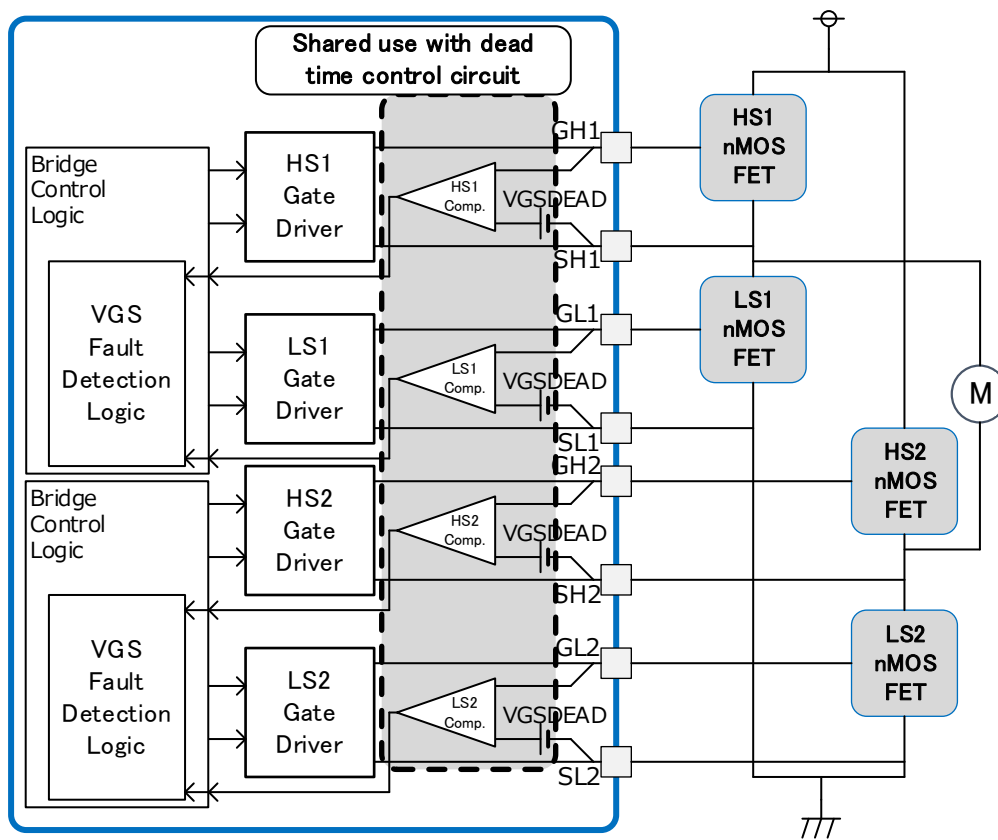 Shared use with dead
time control circuit
Bridge
Control
Logic
VGS
Fault
Detection
Logic
HS1
Gate
Driver
HS1
Comp.
GH1
VGSDEAD
SH1
HS1
nMOS
FET
LS1
Gate
Driver
LS1
Comp.
GL1
VGSDEAD
SL1
LS1
nMOS
FET
M
Bridge
Control
Logic
VGS
Fault
Detection
Logic
HS2
Gate
Driver
HS2
Comp.
GH2
VGSDEAD
SH2
HS2
nMOS
FET
LS2
Gate
Driver
LS2
Comp.
GL2
VGSDEAD
SL2
LS2
nMOS
FET